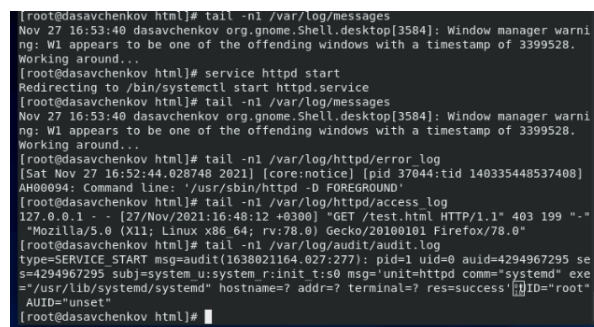 [root@dasavchenkov html]# tail -n1 /var/log/messages
Nov 27 16:53:40 dasavchenkov org.gnome.Shell.desktop[3584]: Window manager warni
ng: W1 appears to be one of the offending windows with a timestamp of 3399528.
Working around...
[root@dasavchenkov html]# service httpd start
Redirecting to /bin/systemctl start httpd.service
[root@dasavchenkov html]# tail -n1 /var/log/messages
Nov 27 16:53:40 dasavchenkov org.gnome.Shell.desktop[3584]: Window manager warni
ng: W1 appears to be one of the offending windows with a timestamp of 3399528.
Working around...
[root@dasavchenkov html]# tail -n1 /var/log/httpd/error_log
[Sat Nov 27 16:52:44.028748 2021] [core:notice] [pid 37044:tid 140335448537408]
AH00094: Command line: '/usr/sbin/httpd -D FOREGROUND'
[root@dasavchenkov html]# tail -n1 /var/log/httpd/access_log
127.0.0.1 - - [27/Nov/2021:16:48:12 +0300] "GET /test.html HTTP/1.1" 403 199 "-"
"Mozilla/5.0 (X11; Linux x86_64; rv:78.0) Gecko/20100101 Firefox/78.0"
[root@dasavchenkov html]# tail -n1 /var/log/audit/audit.log
type=SERVICE_START msg=audit(1638021164.027:277): pid=1 uid=0 auid=4294967295 se
s=4294967295 subj=system_u:system_r:init_t:s0 msg='unit=httpd comm="systemd" exe
="/usr/lib/systemd/systemd" hostname=? addr=? terminal=? res=success'UID="root"
AUID="unset"
[root@dasavchenkov html]#